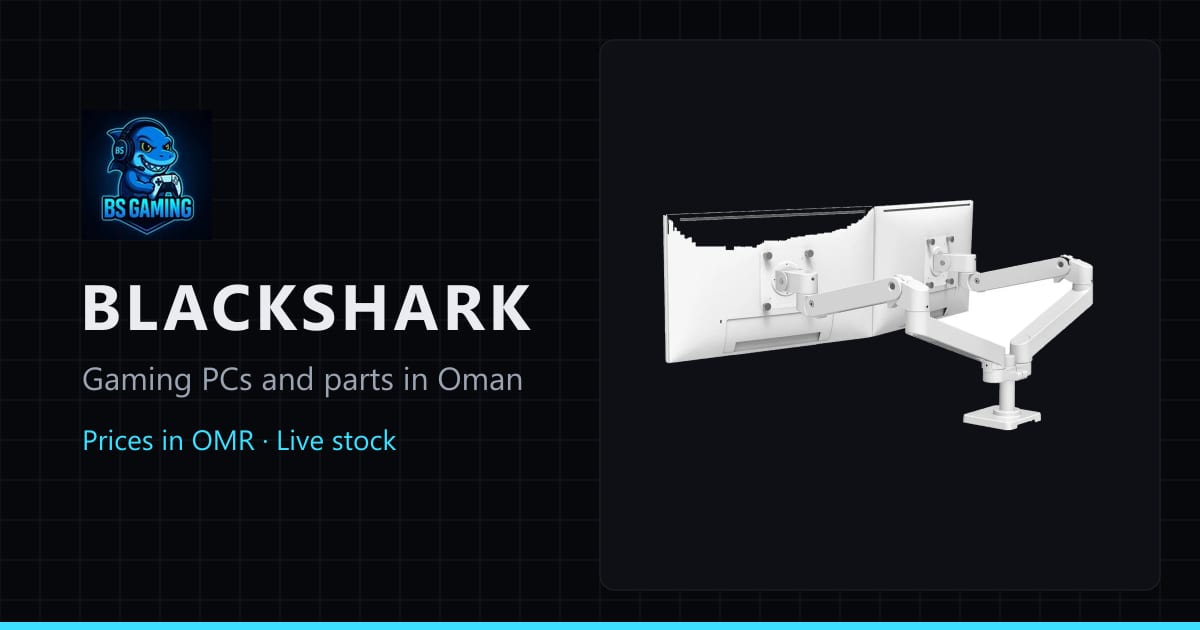 BS
BS GAMING
BLACKSHARK
Gaming PCs and parts in Oman
Prices in OMR · Live stock